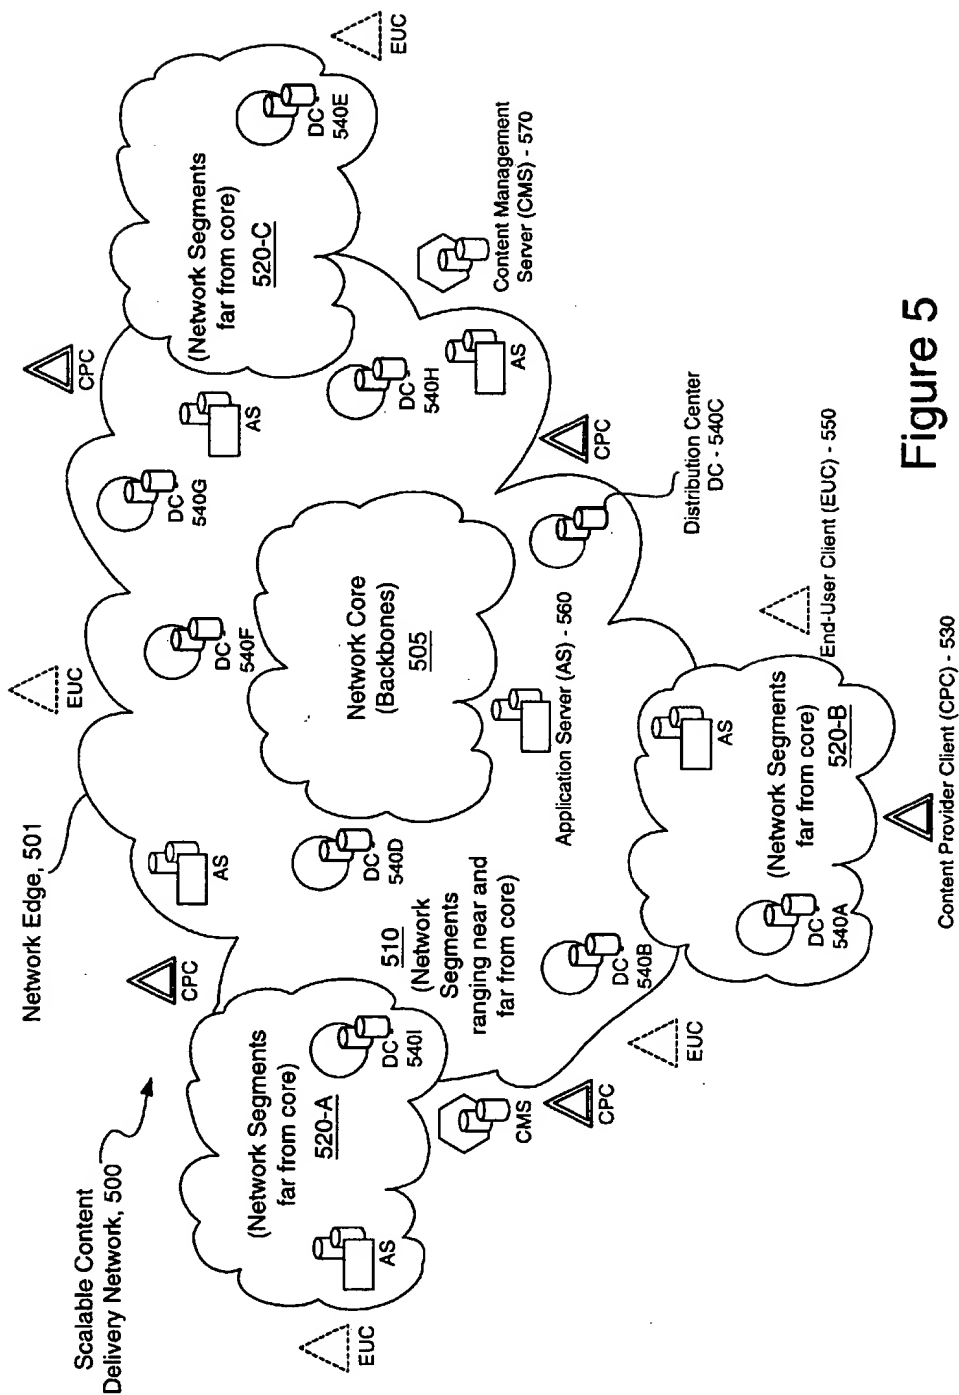 Scalable Content
Delivery Network, 500
Network Edge, 501
EUC
CPC
CPC
EUC
AS
(Network Segments
far from core)
520-A
DC
540I
AS
510
(Network
Segments
ranging near and
far from core)
DC
540D
DC
540F
DC
540G
AS
(Network Segments
far from core)
520-C
DC
540E
EUC
Network Core
(Backbones)
505
DC
540H
AS
Content Management
Server (CMS) - 570
CMS
CPC
EUC
DC
540B
Application Server (AS) - 560
CPC
Distribution Center
DC - 540C
AS
(Network Segments
far from core)
520-B
DC
540A
EUC
End-User Client (EUC) - 550
Content Provider Client (CPC) - 530
Figure 5